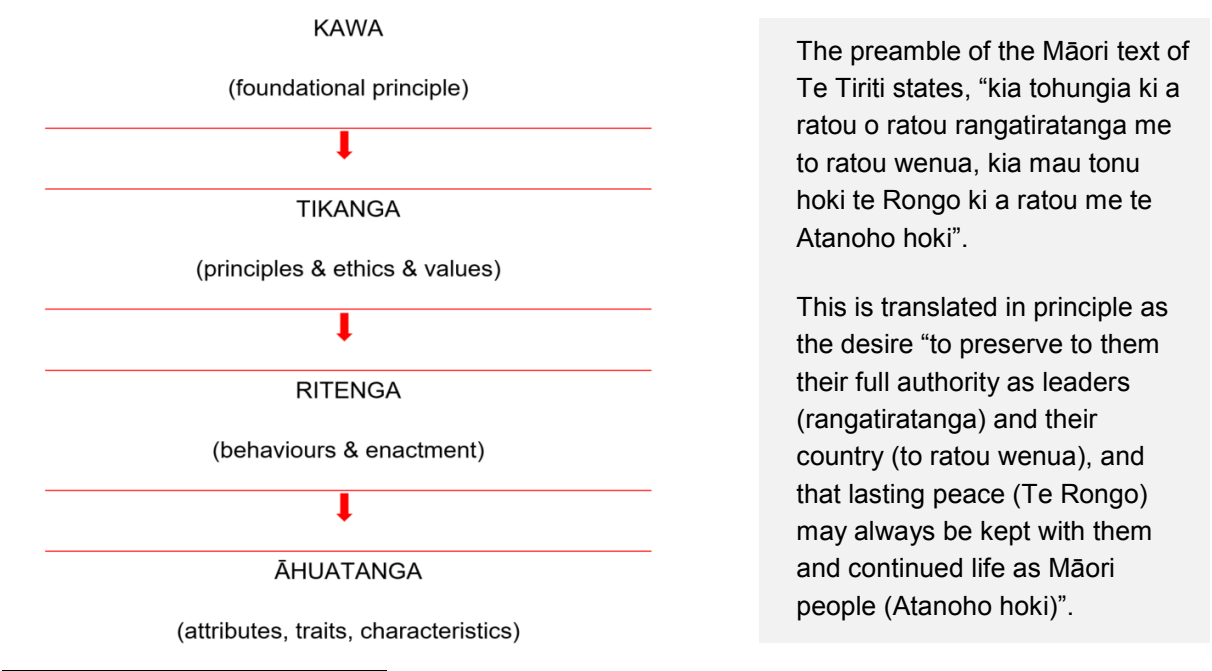 KAWA
(foundational principle)
TIKANGA
(principles & ethics & values)
RITENGA
(behaviours & enactment)
ĀHUATANGA
(attributes, traits, characteristics)
The preamble of the Māori text of
Te Tiriti states, “kia tohungia ki a
ratou o ratou rangatiratanga me
to ratou wenua, kia mau tonu
hoki te Rongo ki a ratou me te
Atanoho hoki”.
This is translated in principle as
the desire “to preserve to them
their full authority as leaders
(rangatiratanga) and their
country (to ratou wenua), and
that lasting peace (Te Rongo)
may always be kept with them
and continued life as Māori
people (Atanoho hoki)”.